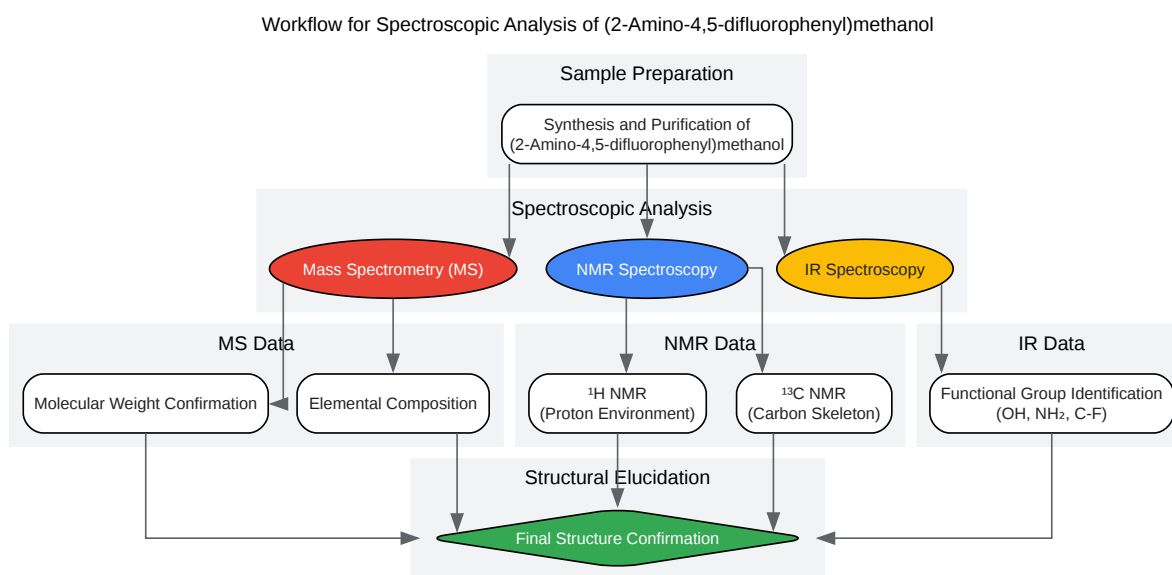 Workflow for Spectroscopic Analysis of (2-Amino-4,5-difluorophenyl)methanol
Sample Preparation
Synthesis and Purification of
(2-Amino-4,5-difluorophenyl)methanol
Spectroscopic Analysis
Mass Spectrometry (MS)
NMR Spectroscopy
IR Spectroscopy
MS Data
NMR Data
IR Data
Molecular Weight Confirmation
Elemental Composition
¹H NMR
(Proton Environment)
¹³C NMR
(Carbon Skeleton)
Functional Group Identification
(OH, NH₂, C-F)
Structural Elucidation
Final Structure Confirmation